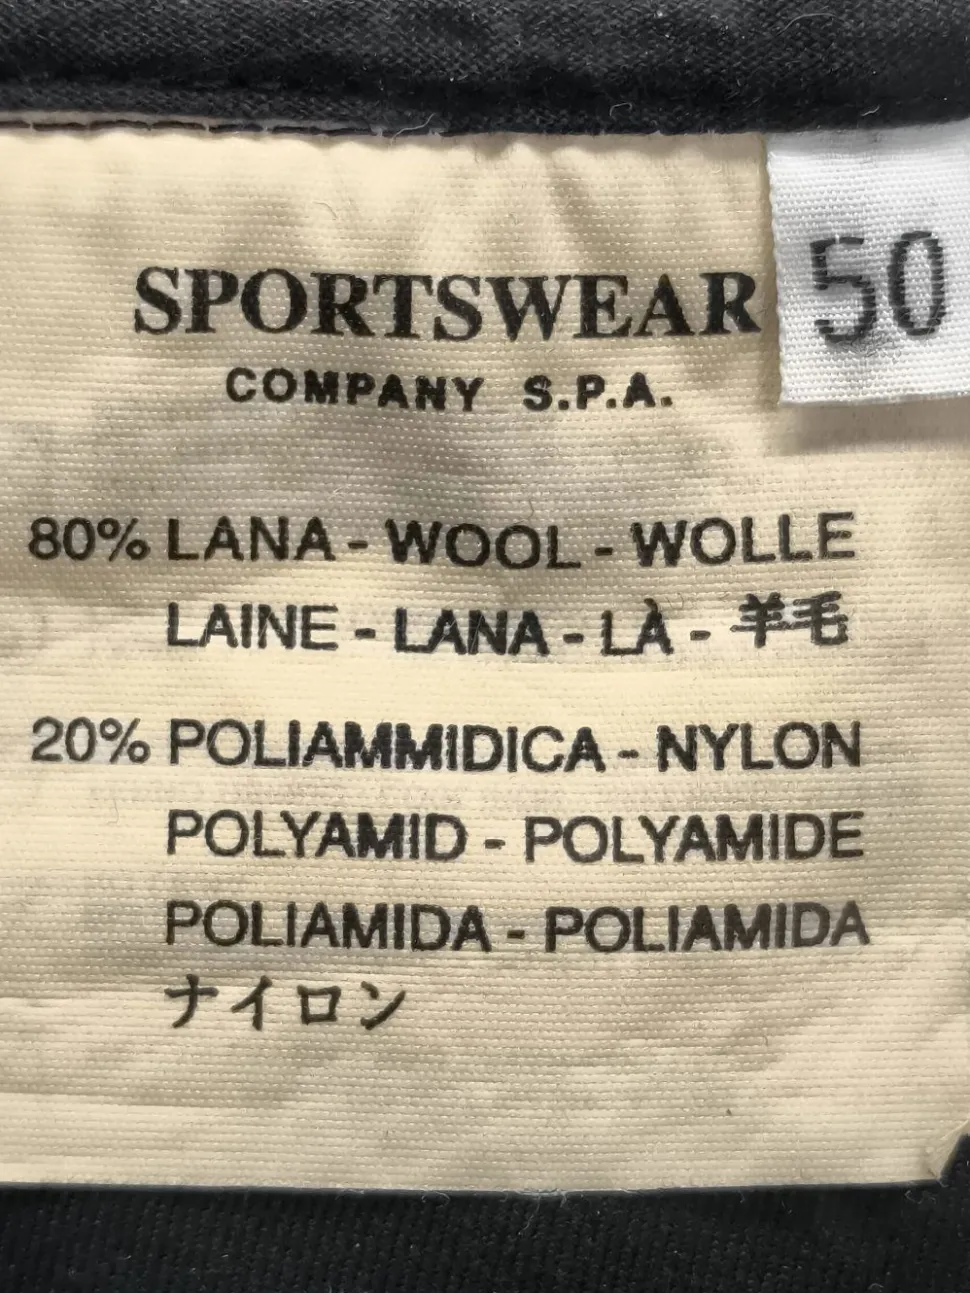 SPORTSWEAR
COMPANY S.P.A.
50
80% LANA - WOOL - WOLLE
LAINE - LANA - LÀ - 羊毛
20% POLIAMMIDICA - NYLON
POLYAMID - POLYAMIDE
POLIAMIDA - POLIAMIDA
ナイロン